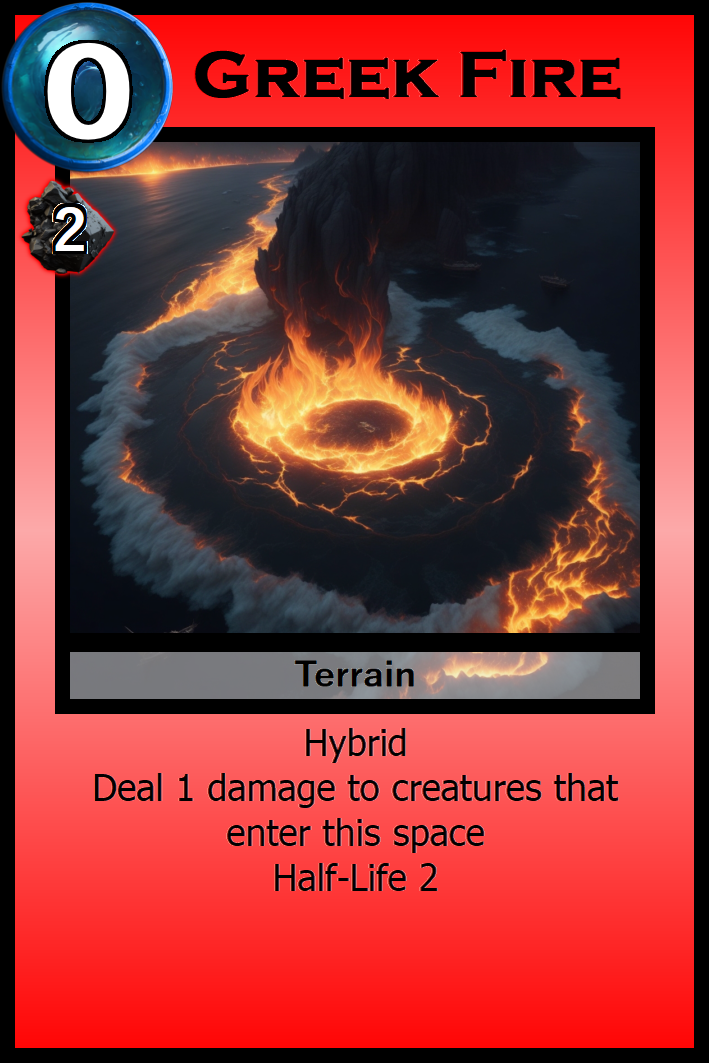 0
GREEK FIRE
2
Terrain
Hybrid
Deal 1 damage to creatures that
enter this space
Half-Life 2